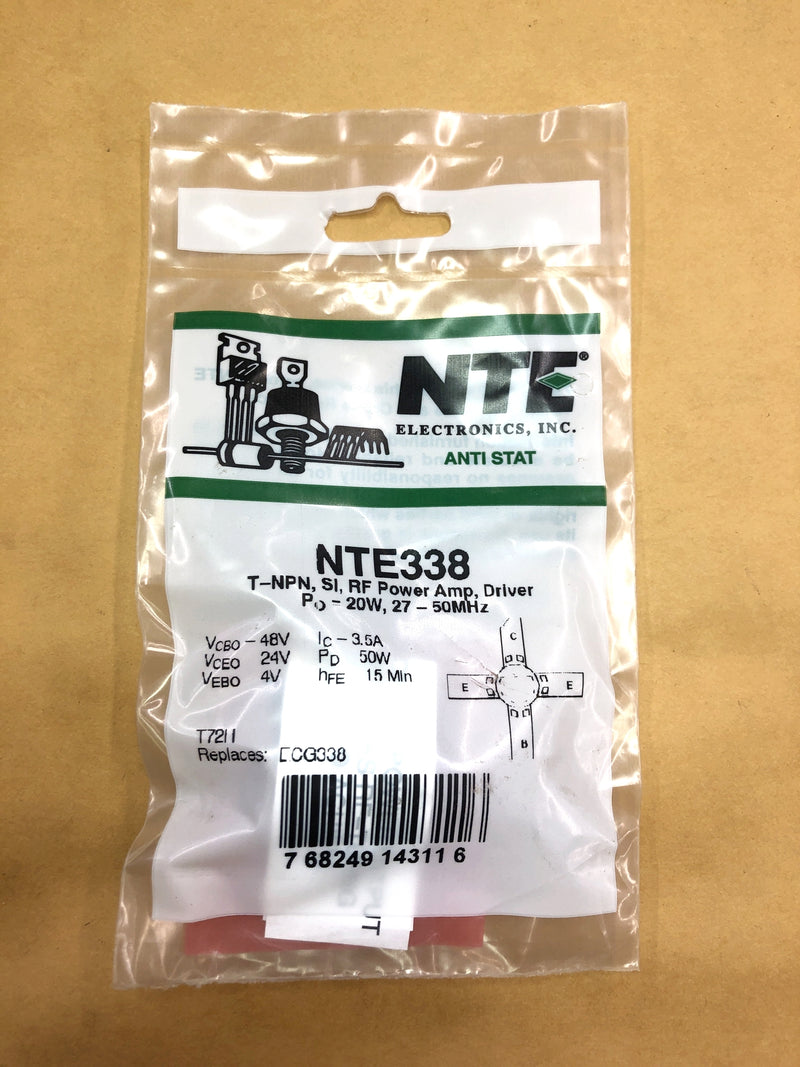 NTE®
ELECTRONICS, INC.
ANTI STAT
NTE338
T–NPN, SI, RF Power Amp, Driver
PO – 20W, 27 – 50MHz
VCBO – 48V IC – 3.5A
VCEO 24V PD 50W
VEBO 4V hFE 15 Min
C
E E
B
Replaces: ECG338
7 68249 14311 6